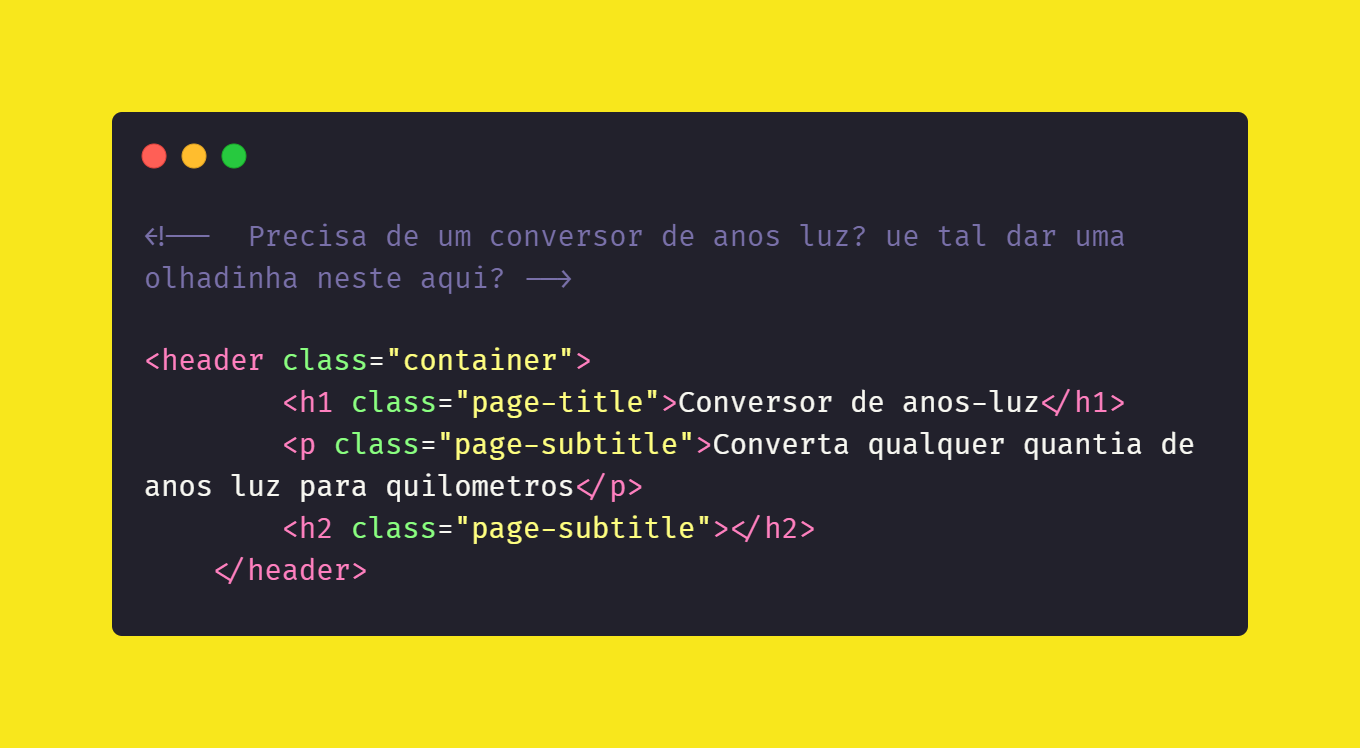 <!--  Precisa de um conversor de anos luz? ue tal dar uma
olhadinha neste aqui? -->
<header class="container">
        <h1 class="page-title">Conversor de anos-luz</h1>
        <p class="page-subtitle">Converta qualquer quantia de
anos luz para quilometros</p>
        <h2 class="page-subtitle"></h2>
    </header>